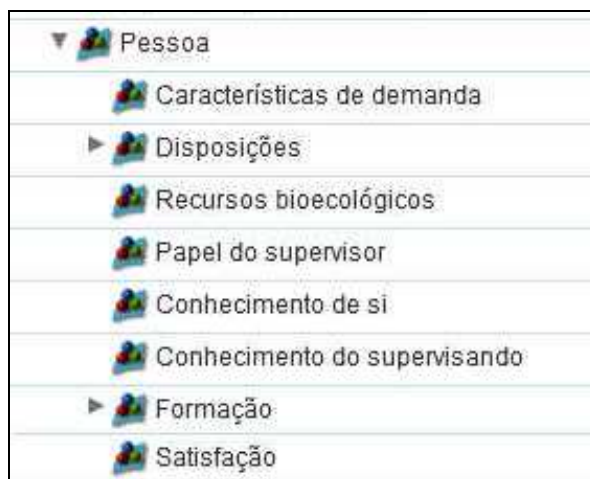 Pessoa
Características de demanda
Disposições
Recursos bioecológicos
Papel do supervisor
Conhecimento de si
Conhecimento do supervisando
Formação
Satisfação